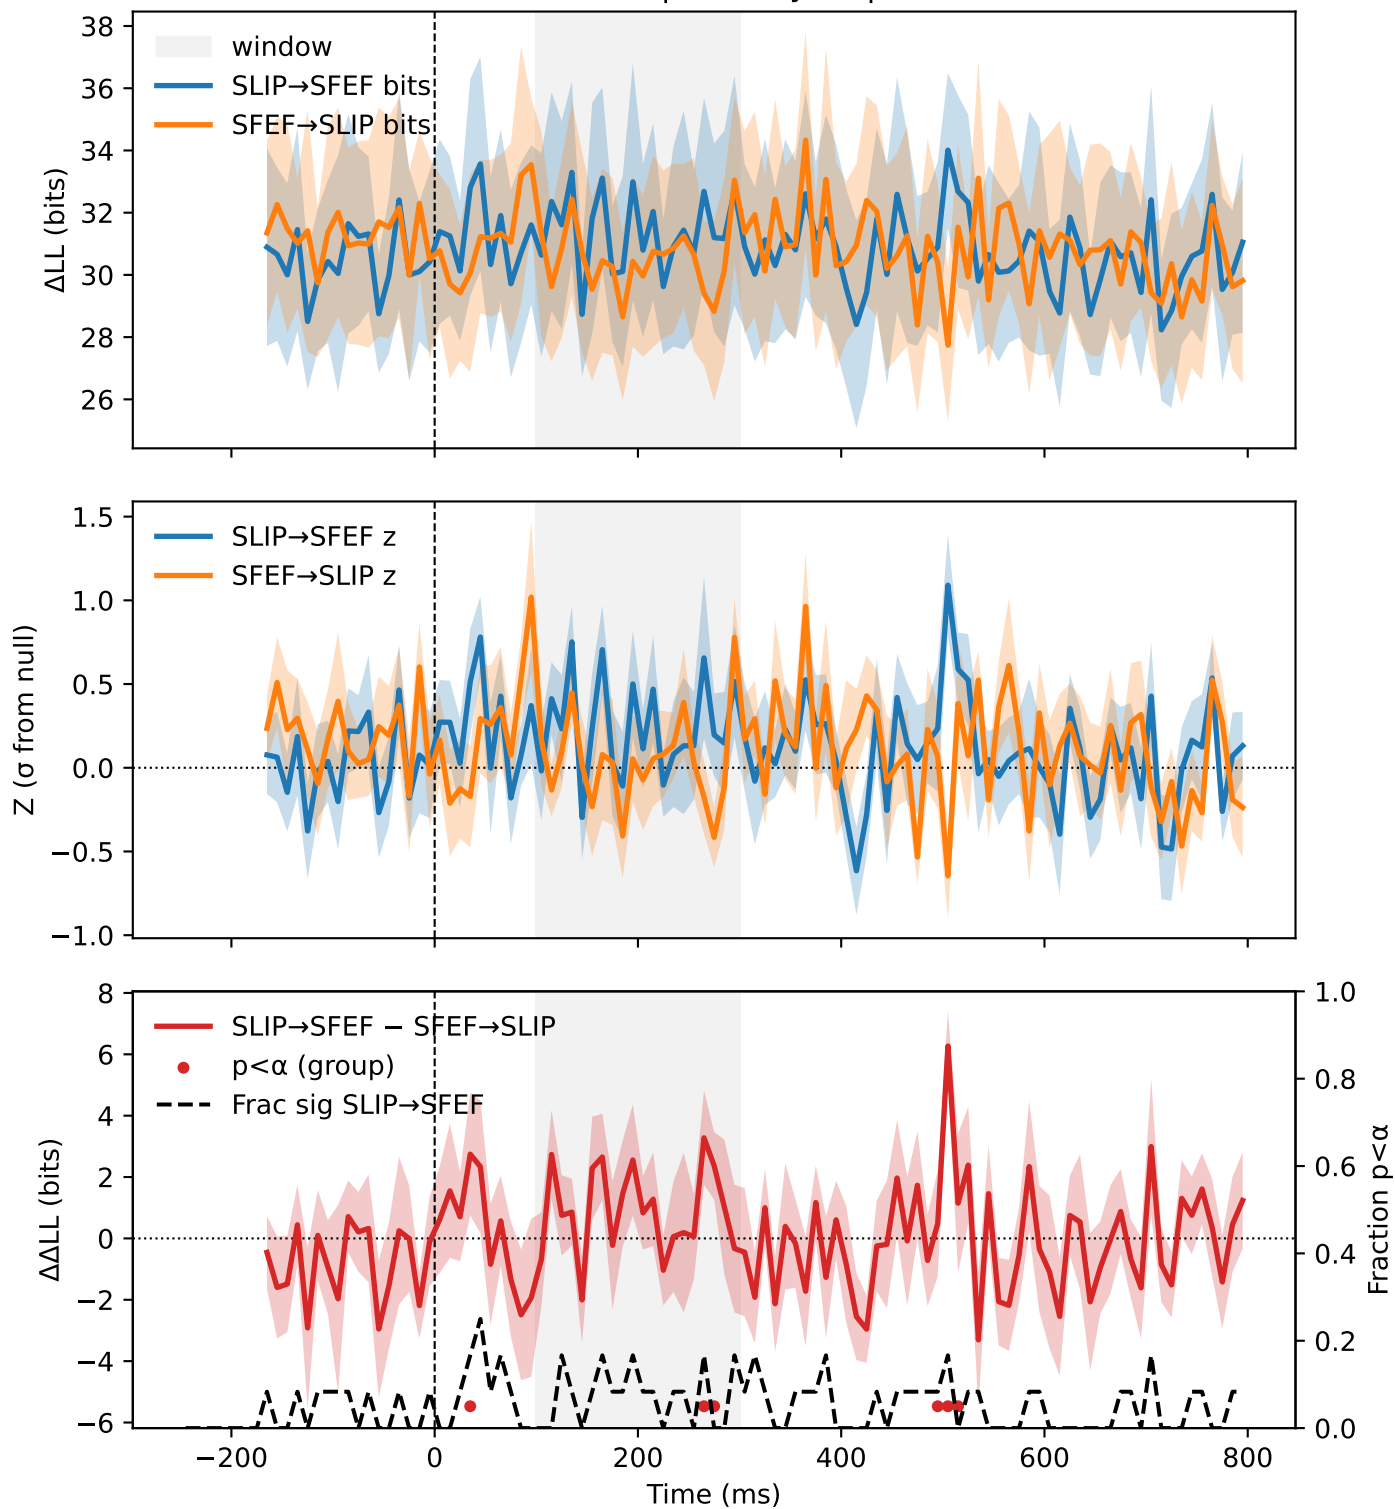 38
36
34
32
30
28
26
ΔLL (bits)
window
SLIP→SFEF bits
SFEF→SLIP bits
1.5
1.0
0.5
0.0
−0.5
−1.0
Z (σ from null)
SLIP→SFEF z
SFEF→SLIP z
8
6
4
2
0
−2
−4
−6
ΔΔLL (bits)
SLIP→SFEF − SFEF→SLIP
p<α (group)
Frac sig SLIP→SFEF
1.0
0.8
0.6
0.4
0.2
0.0
Fraction p<α
−200
0
200
400
600
800
Time (ms)